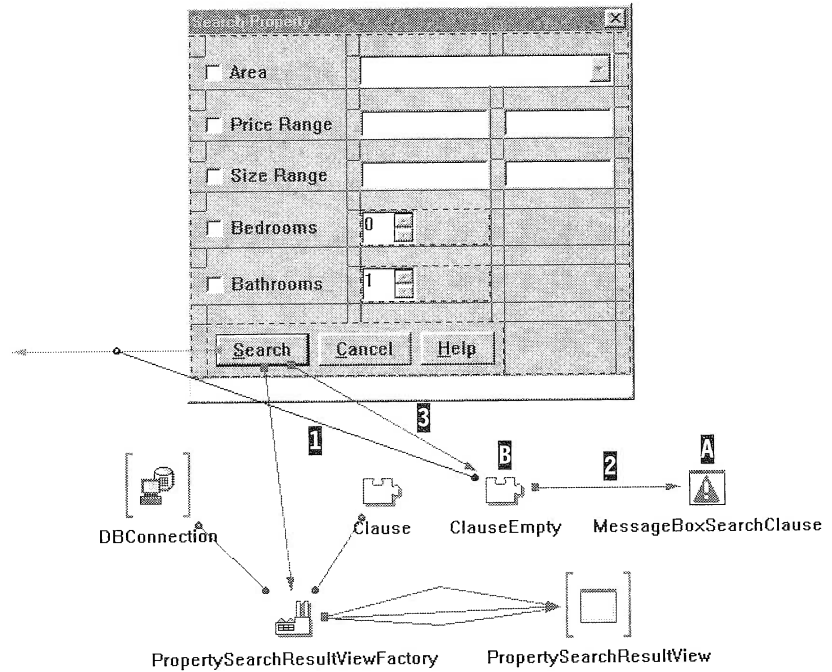 Search Property
Area
Price Range
Size Range
Bedrooms 0
Bathrooms 1
Search Cancel Help
1
3
B
2
A
DBConnection
Clause
ClauseEmpty
MessageBoxSearchClause
PropertySearchResultViewFactory
PropertySearchResultView